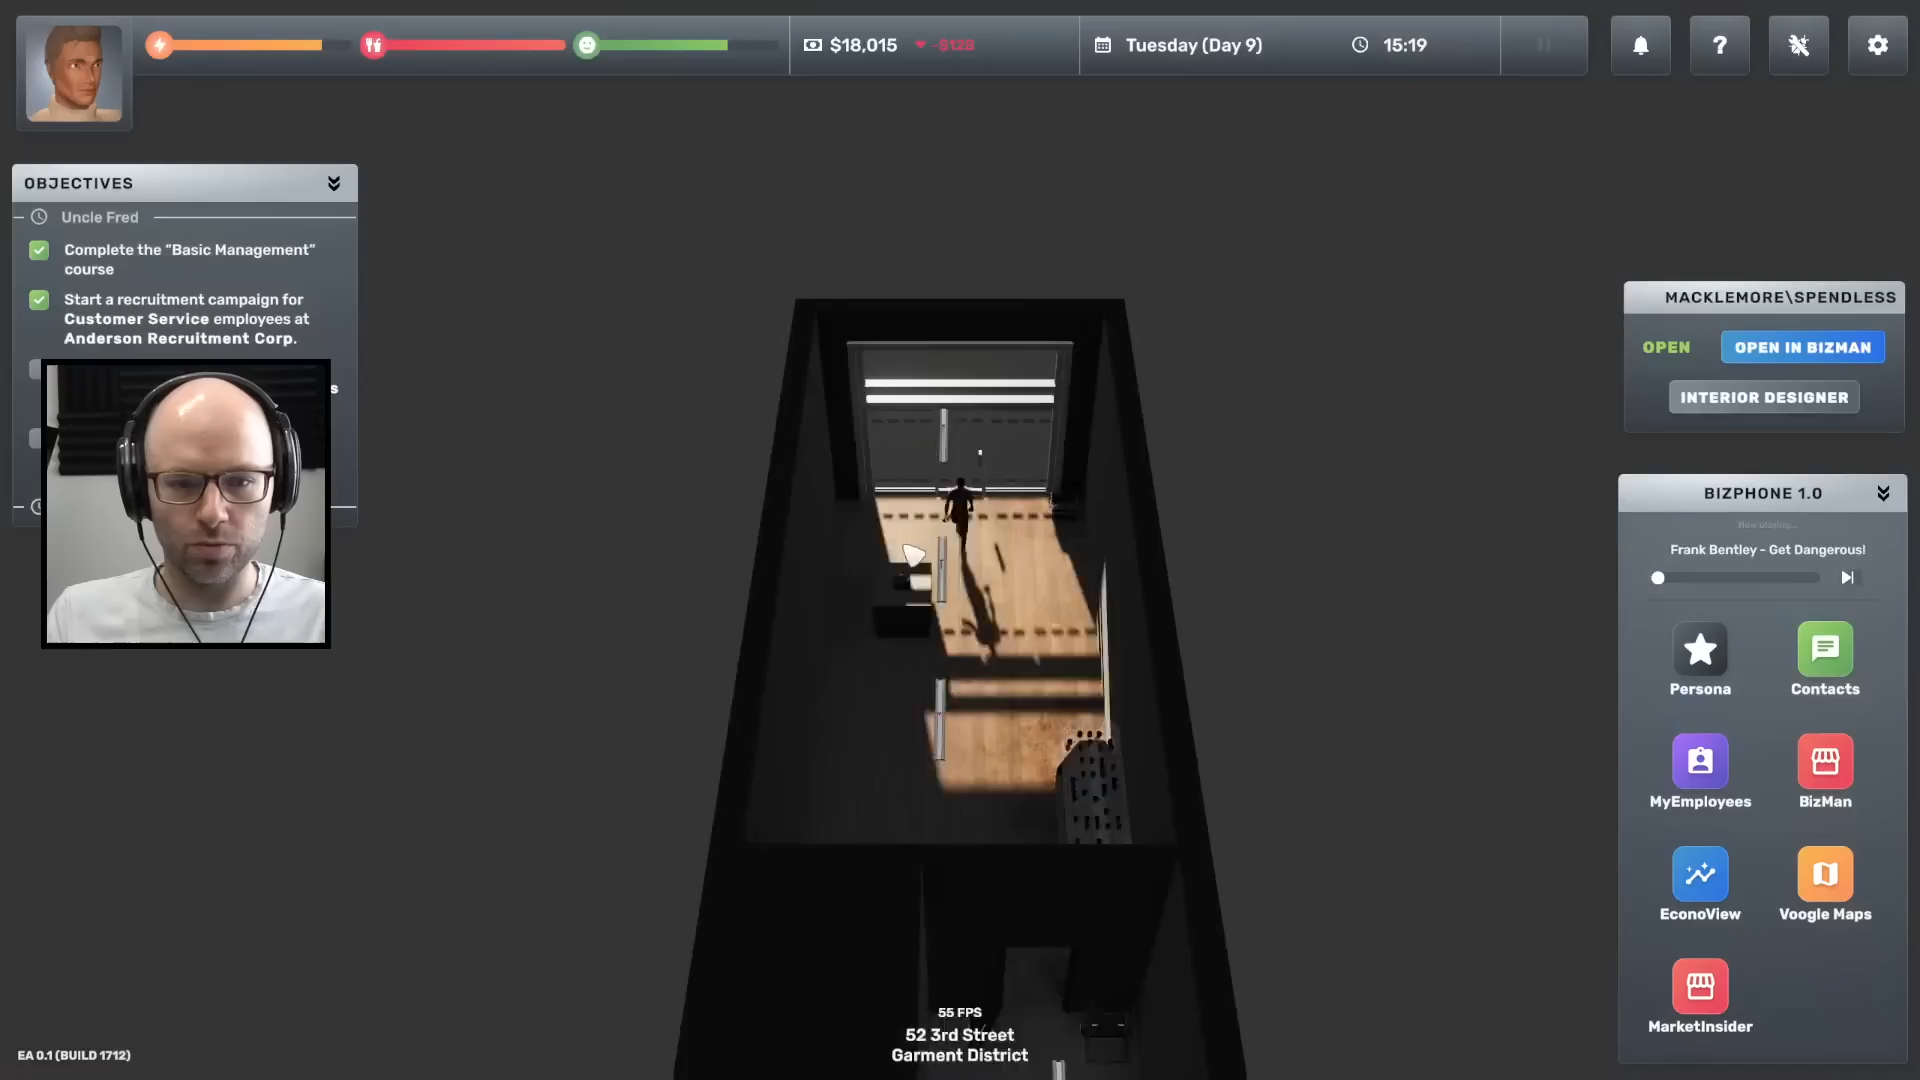 $18,015
-$128
Tuesday (Day 9)
15:19
?
OBJECTIVES
Uncle Fred
Complete the "Basic Management"
course
Start a recruitment campaign for
Customer Service employees at
Anderson Recruitment Corp.
s
MACKLEMORE\SPENDLESS
OPEN
OPEN IN BIZMAN
INTERIOR DESIGNER
BIZPHONE 1.0
Now playing...
Frank Bentley - Get Dangerous!
Persona
Contacts
MyEmployees
BizMan
EconoView
Voogle Maps
MarketInsider
55 FPS
52 3rd Street
Garment District
EA 0.1 (BUILD 1712)